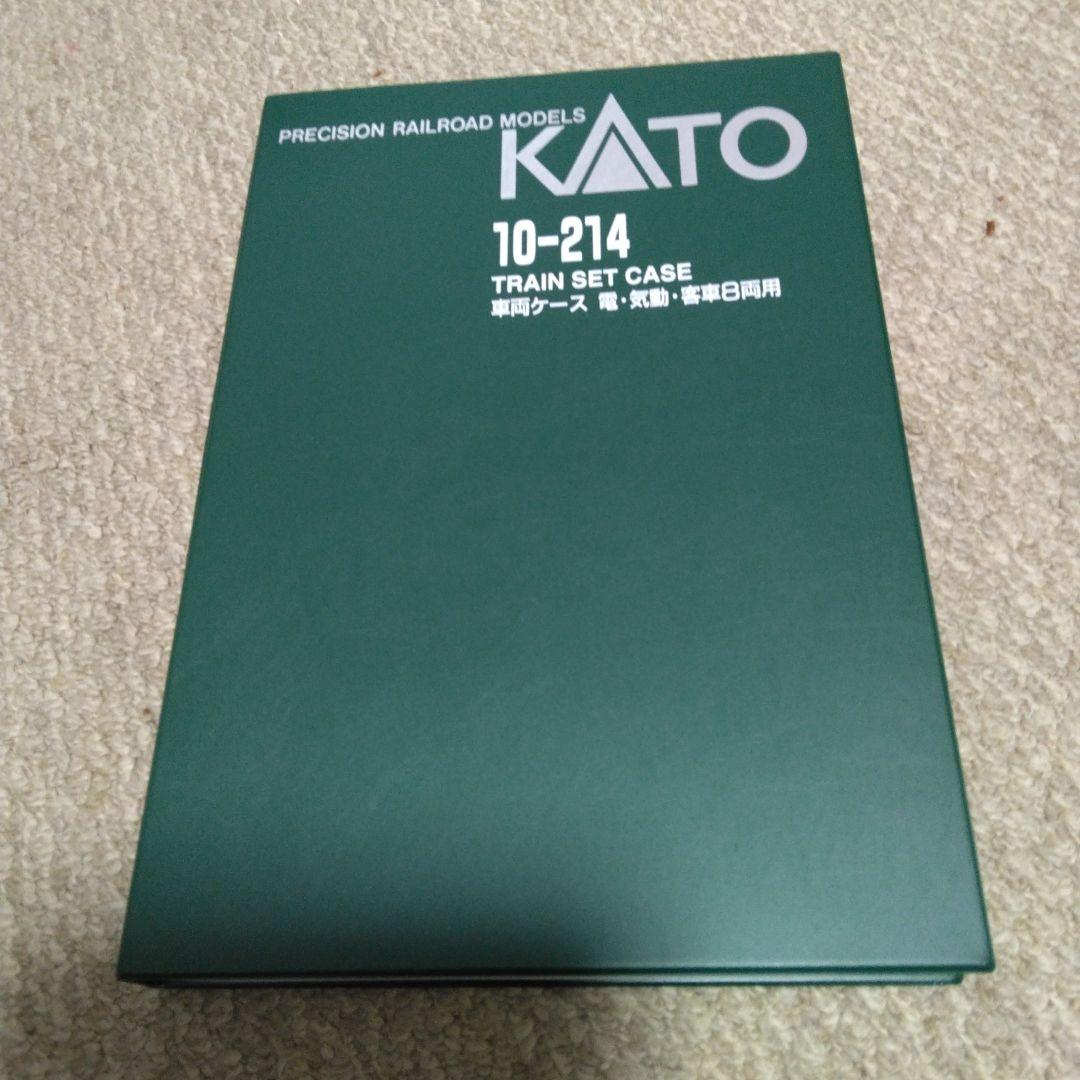 PRECISION RAILROAD MODELS
KATO
10-214
TRAIN SET CASE
車両ケース 電・気動・客車8両用